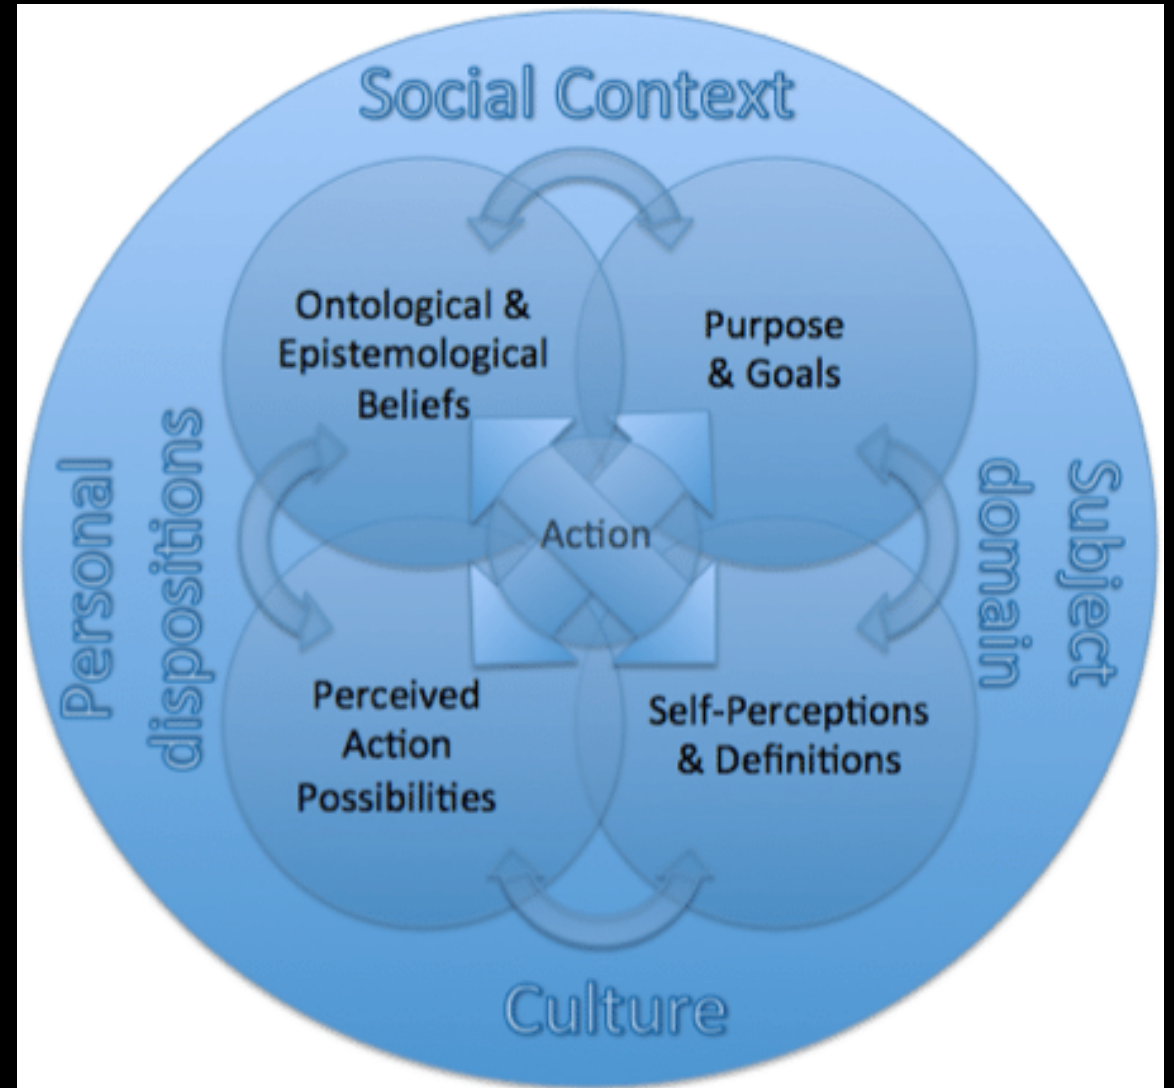 Social Context
Ontological &
Epistemological
Beliefs
Purpose
& Goals
Personal
dispositions
Action
Subject
domain
Perceived
Action
Possibilities
Self-Perceptions
& Definitions
Culture